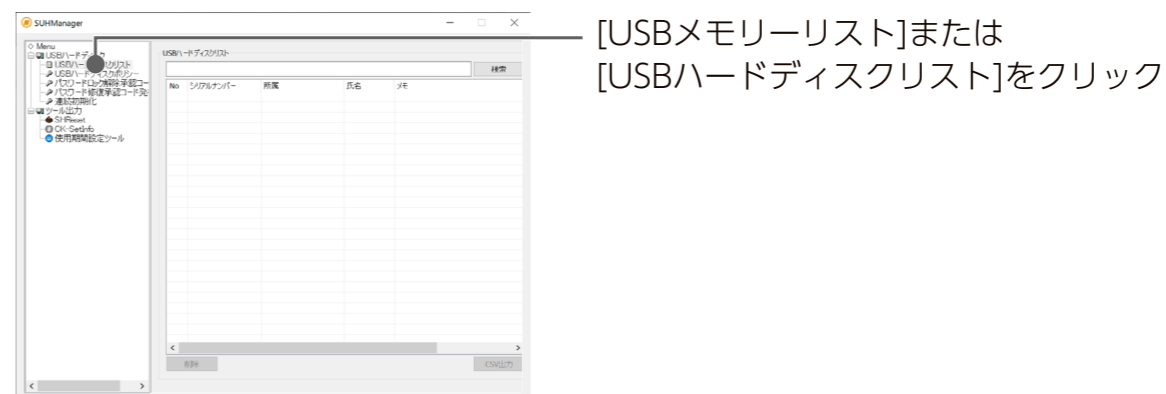 SUHManager
Menu
USBハードディスク
USBハードディスクリスト
USBハードディスクポリシー
パスワードロック解除承認コー
パスワード修復承認コード発
連続初期化
ツール出力
SHReset
CK-SetInfo
使用期間設定ツール
USBハードディスクリスト
検索
No シリアルナンバー 所属 氏名 メモ
削除 CSV出力
[USBメモリーリスト]または
[USBハードディスクリスト]をクリック